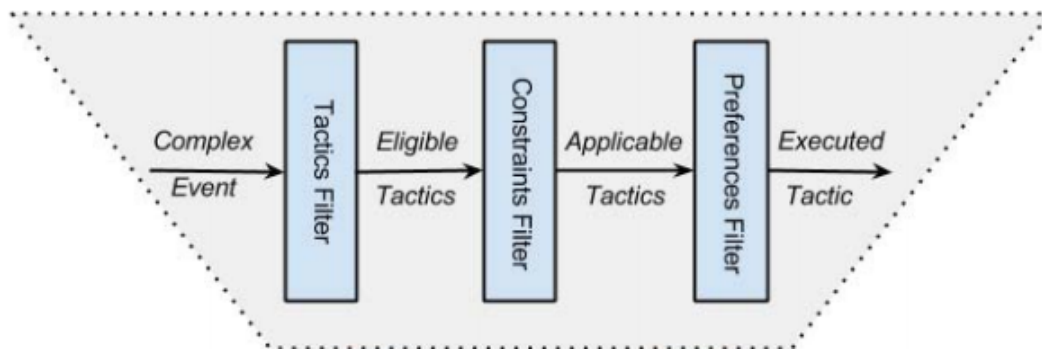 Complex
Event
Tactics Filter
Eligible
Tactics
Constraints Filter
Applicable
Tactics
Preferences Filter
Executed
Tactic